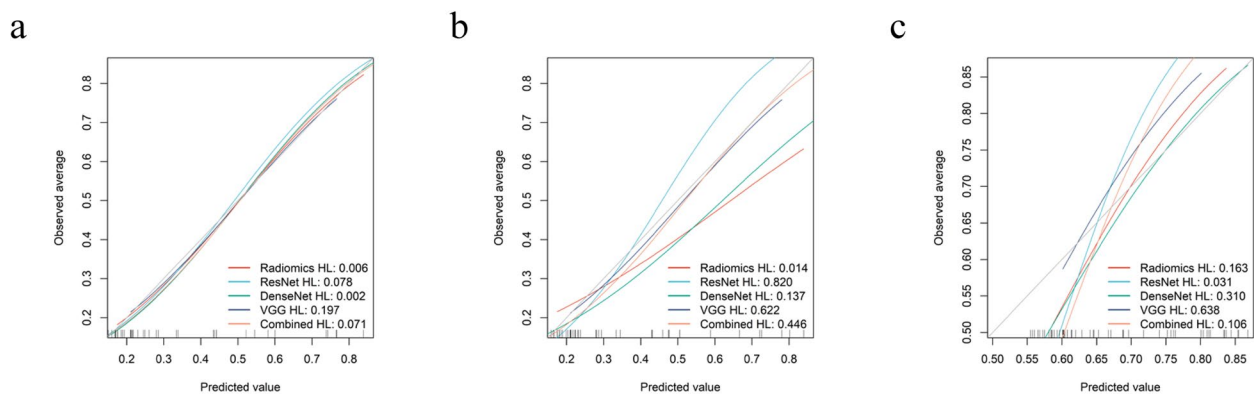 a
Observed average
0.8
0.7
0.6
0.5
0.4
0.3
0.2
Radiomics HL: 0.006
ResNet HL: 0.078
DenseNet HL: 0.002
VGG HL: 0.197
Combined HL: 0.071
0.2 0.3 0.4 0.5 0.6 0.7 0.8
Predicted value
b
Observed average
0.8
0.7
0.6
0.5
0.4
0.3
0.2
Radiomics HL: 0.014
ResNet HL: 0.820
DenseNet HL: 0.137
VGG HL: 0.622
Combined HL: 0.446
0.2 0.3 0.4 0.5 0.6 0.7 0.8
Predicted value
c
Observed average
0.85
0.80
0.75
0.70
0.65
0.60
0.55
0.50
Radiomics HL: 0.163
ResNet HL: 0.031
DenseNet HL: 0.310
VGG HL: 0.638
Combined HL: 0.106
0.50 0.55 0.60 0.65 0.70 0.75 0.80 0.85
Predicted value